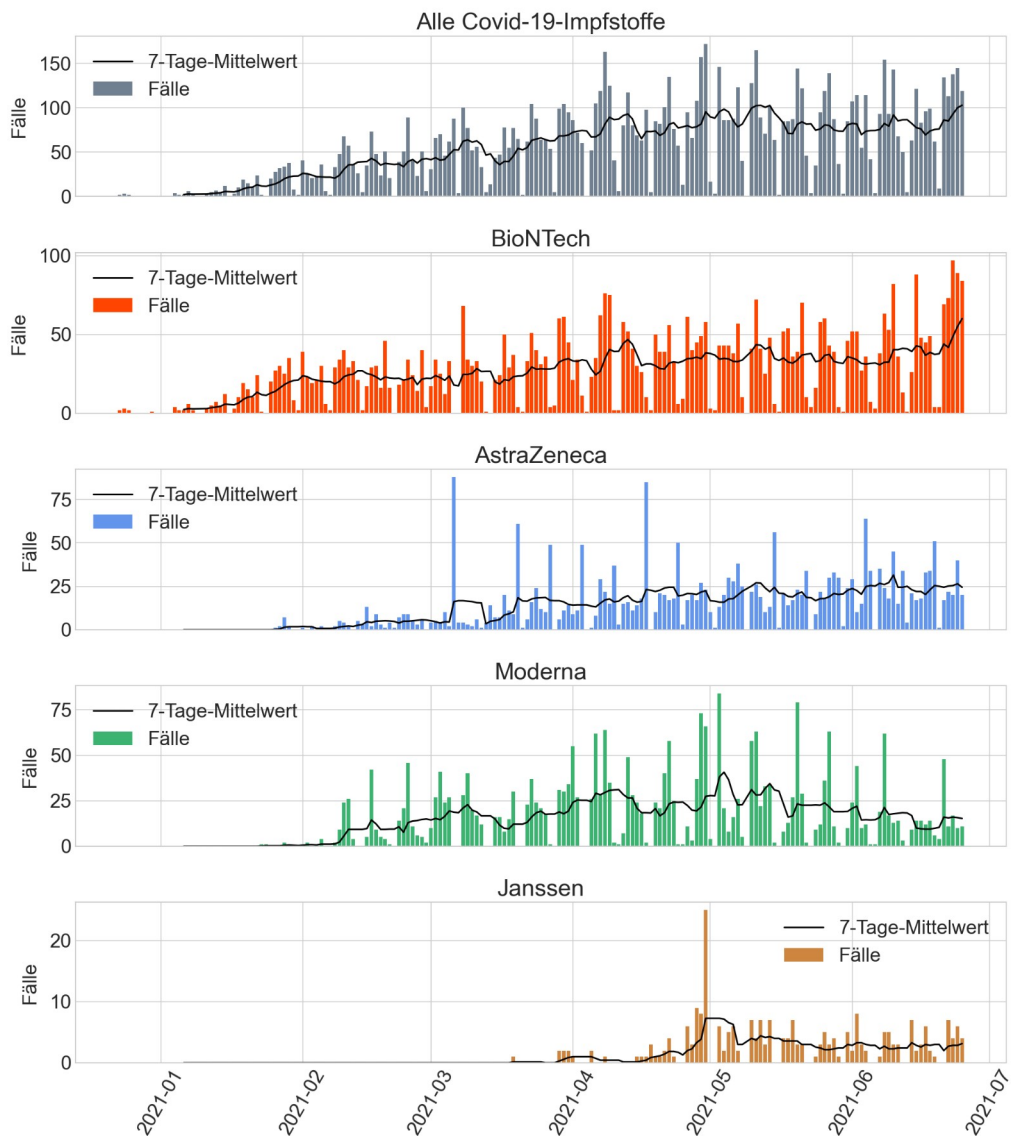 Alle Covid-19-Impfstoffe
Fälle
150
100
50
0
7-Tage-Mittelwert
Fälle
BioNTech
Fälle
100
50
0
7-Tage-Mittelwert
Fälle
AstraZeneca
Fälle
75
50
25
0
7-Tage-Mittelwert
Fälle
Moderna
Fälle
75
50
25
0
7-Tage-Mittelwert
Fälle
Janssen
Fälle
20
10
0
7-Tage-Mittelwert
Fälle
2021-01
2021-02
2021-03
2021-04
2021-05
2021-06
2021-07